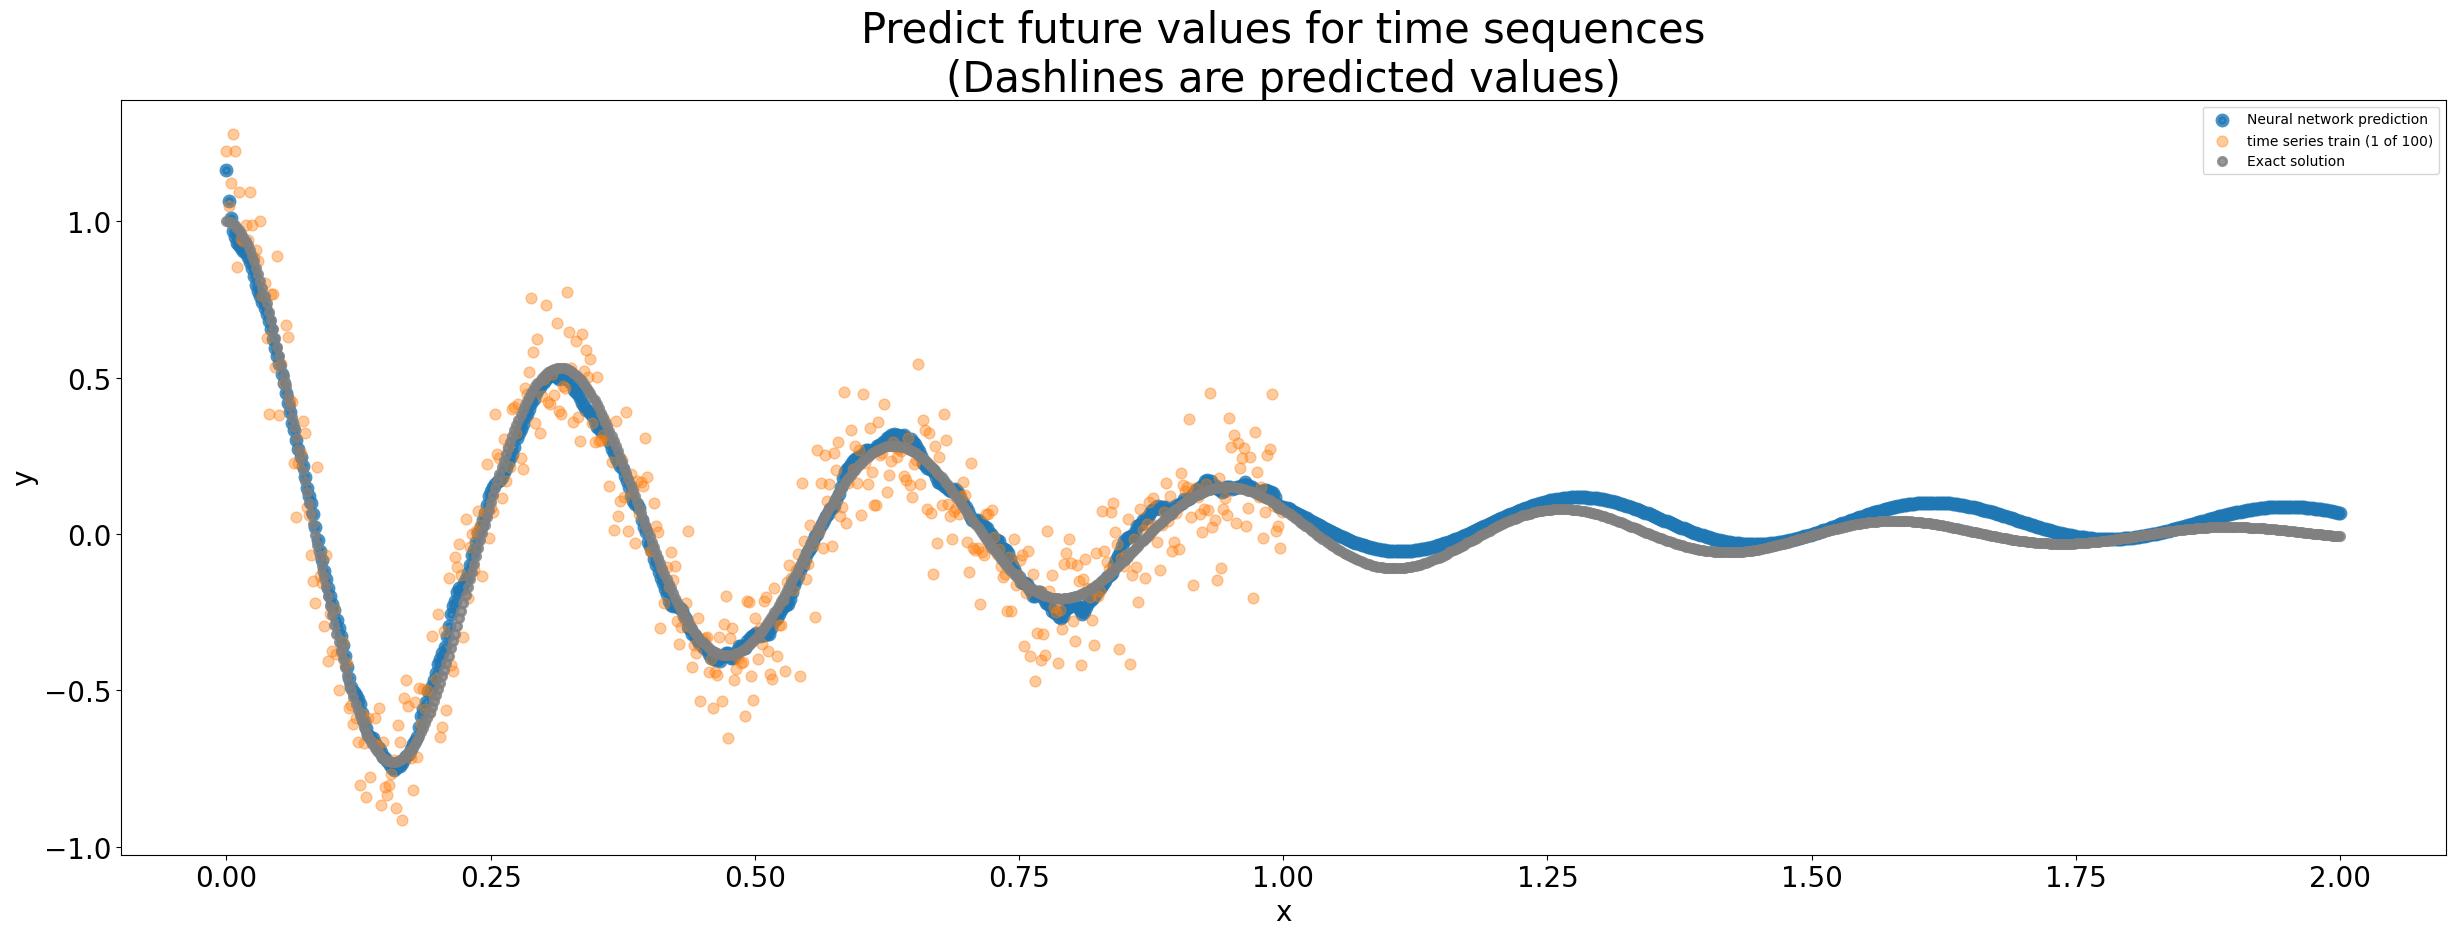 Predict future values for time sequences
(Dashlines are predicted values)
Neural network prediction
time series train (1 of 100)
Exact solution
1.0
0.5
0.0
−0.5
−1.0
y
0.00 0.25 0.50 0.75 1.00 1.25 1.50 1.75 2.00
x